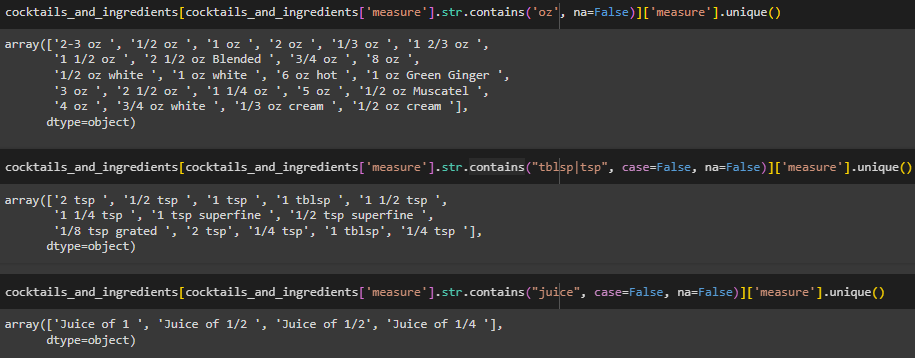 cocktails_and_ingredients[cocktails_and_ingredients['measure'].str.contains('oz', na=False)]['measure'].unique()
array(['2-3 oz ', '1/2 oz ', '1 oz ', '2 oz ', '1/3 oz ', '1 2/3 oz ',
'1 1/2 oz ', '2 1/2 oz Blended ', '3/4 oz ', '8 oz ',
'1/2 oz white ', '1 oz white ', '6 oz hot ', '1 oz Green Ginger ',
'3 oz ', '2 1/2 oz ', '1 1/4 oz ', '5 oz ', '1/2 oz Muscatel ',
'4 oz ', '3/4 oz white ', '1/3 oz cream ', '1/2 oz cream '],
dtype=object)
cocktails_and_ingredients[cocktails_and_ingredients['measure'].str.contains("tblsp|tsp", case=False, na=False)]['measure'].unique()
array(['2 tsp ', '1/2 tsp ', '1 tsp ', '1 tblsp ', '1 1/2 tsp ',
'1 1/4 tsp ', '1 tsp superfine ', '1/2 tsp superfine ',
'1/8 tsp grated ', '2 tsp', '1/4 tsp', '1 tblsp', '1/4 tsp '],
dtype=object)
cocktails_and_ingredients[cocktails_and_ingredients['measure'].str.contains("juice", case=False, na=False)]['measure'].unique()
array(['Juice of 1 ', 'Juice of 1/2 ', 'Juice of 1/2', 'Juice of 1/4 '],
dtype=object)